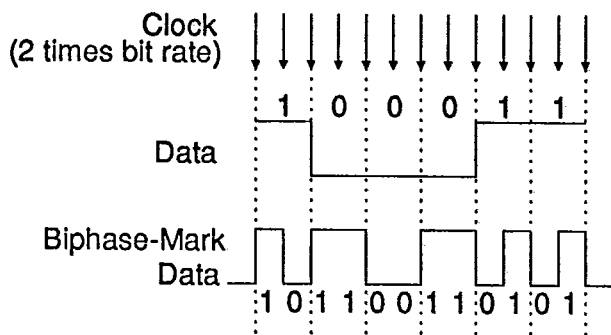 Clock
(2 times bit rate)
1 0 0 0 1 1
Data
Biphase-Mark
Data
1 0 1 1 0 0 1 1 0 1 0 1